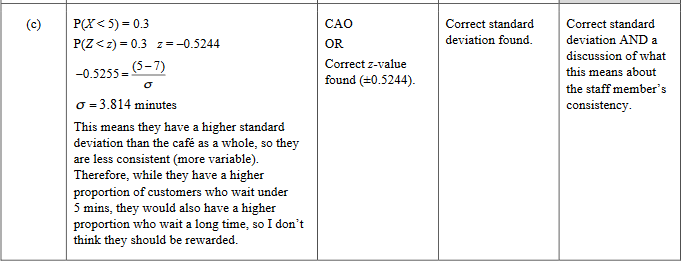 (c)
P(X < 5) = 0.3
P(Z < z) = 0.3 z = −0.5244
−0.5255 = (5 − 7)
σ
σ = 3.814 minutes
This means they have a higher standard
deviation than the café as a whole, so they
are less consistent (more variable).
Therefore, while they have a higher
proportion of customers who wait under
5 mins, they would also have a higher
proportion who wait a long time, so I don’t
think they should be rewarded.
CAO
OR
Correct z-value
found (±0.5244).
Correct standard
deviation found.
Correct standard
deviation AND a
discussion of what
this means about
the staff member’s
consistency.